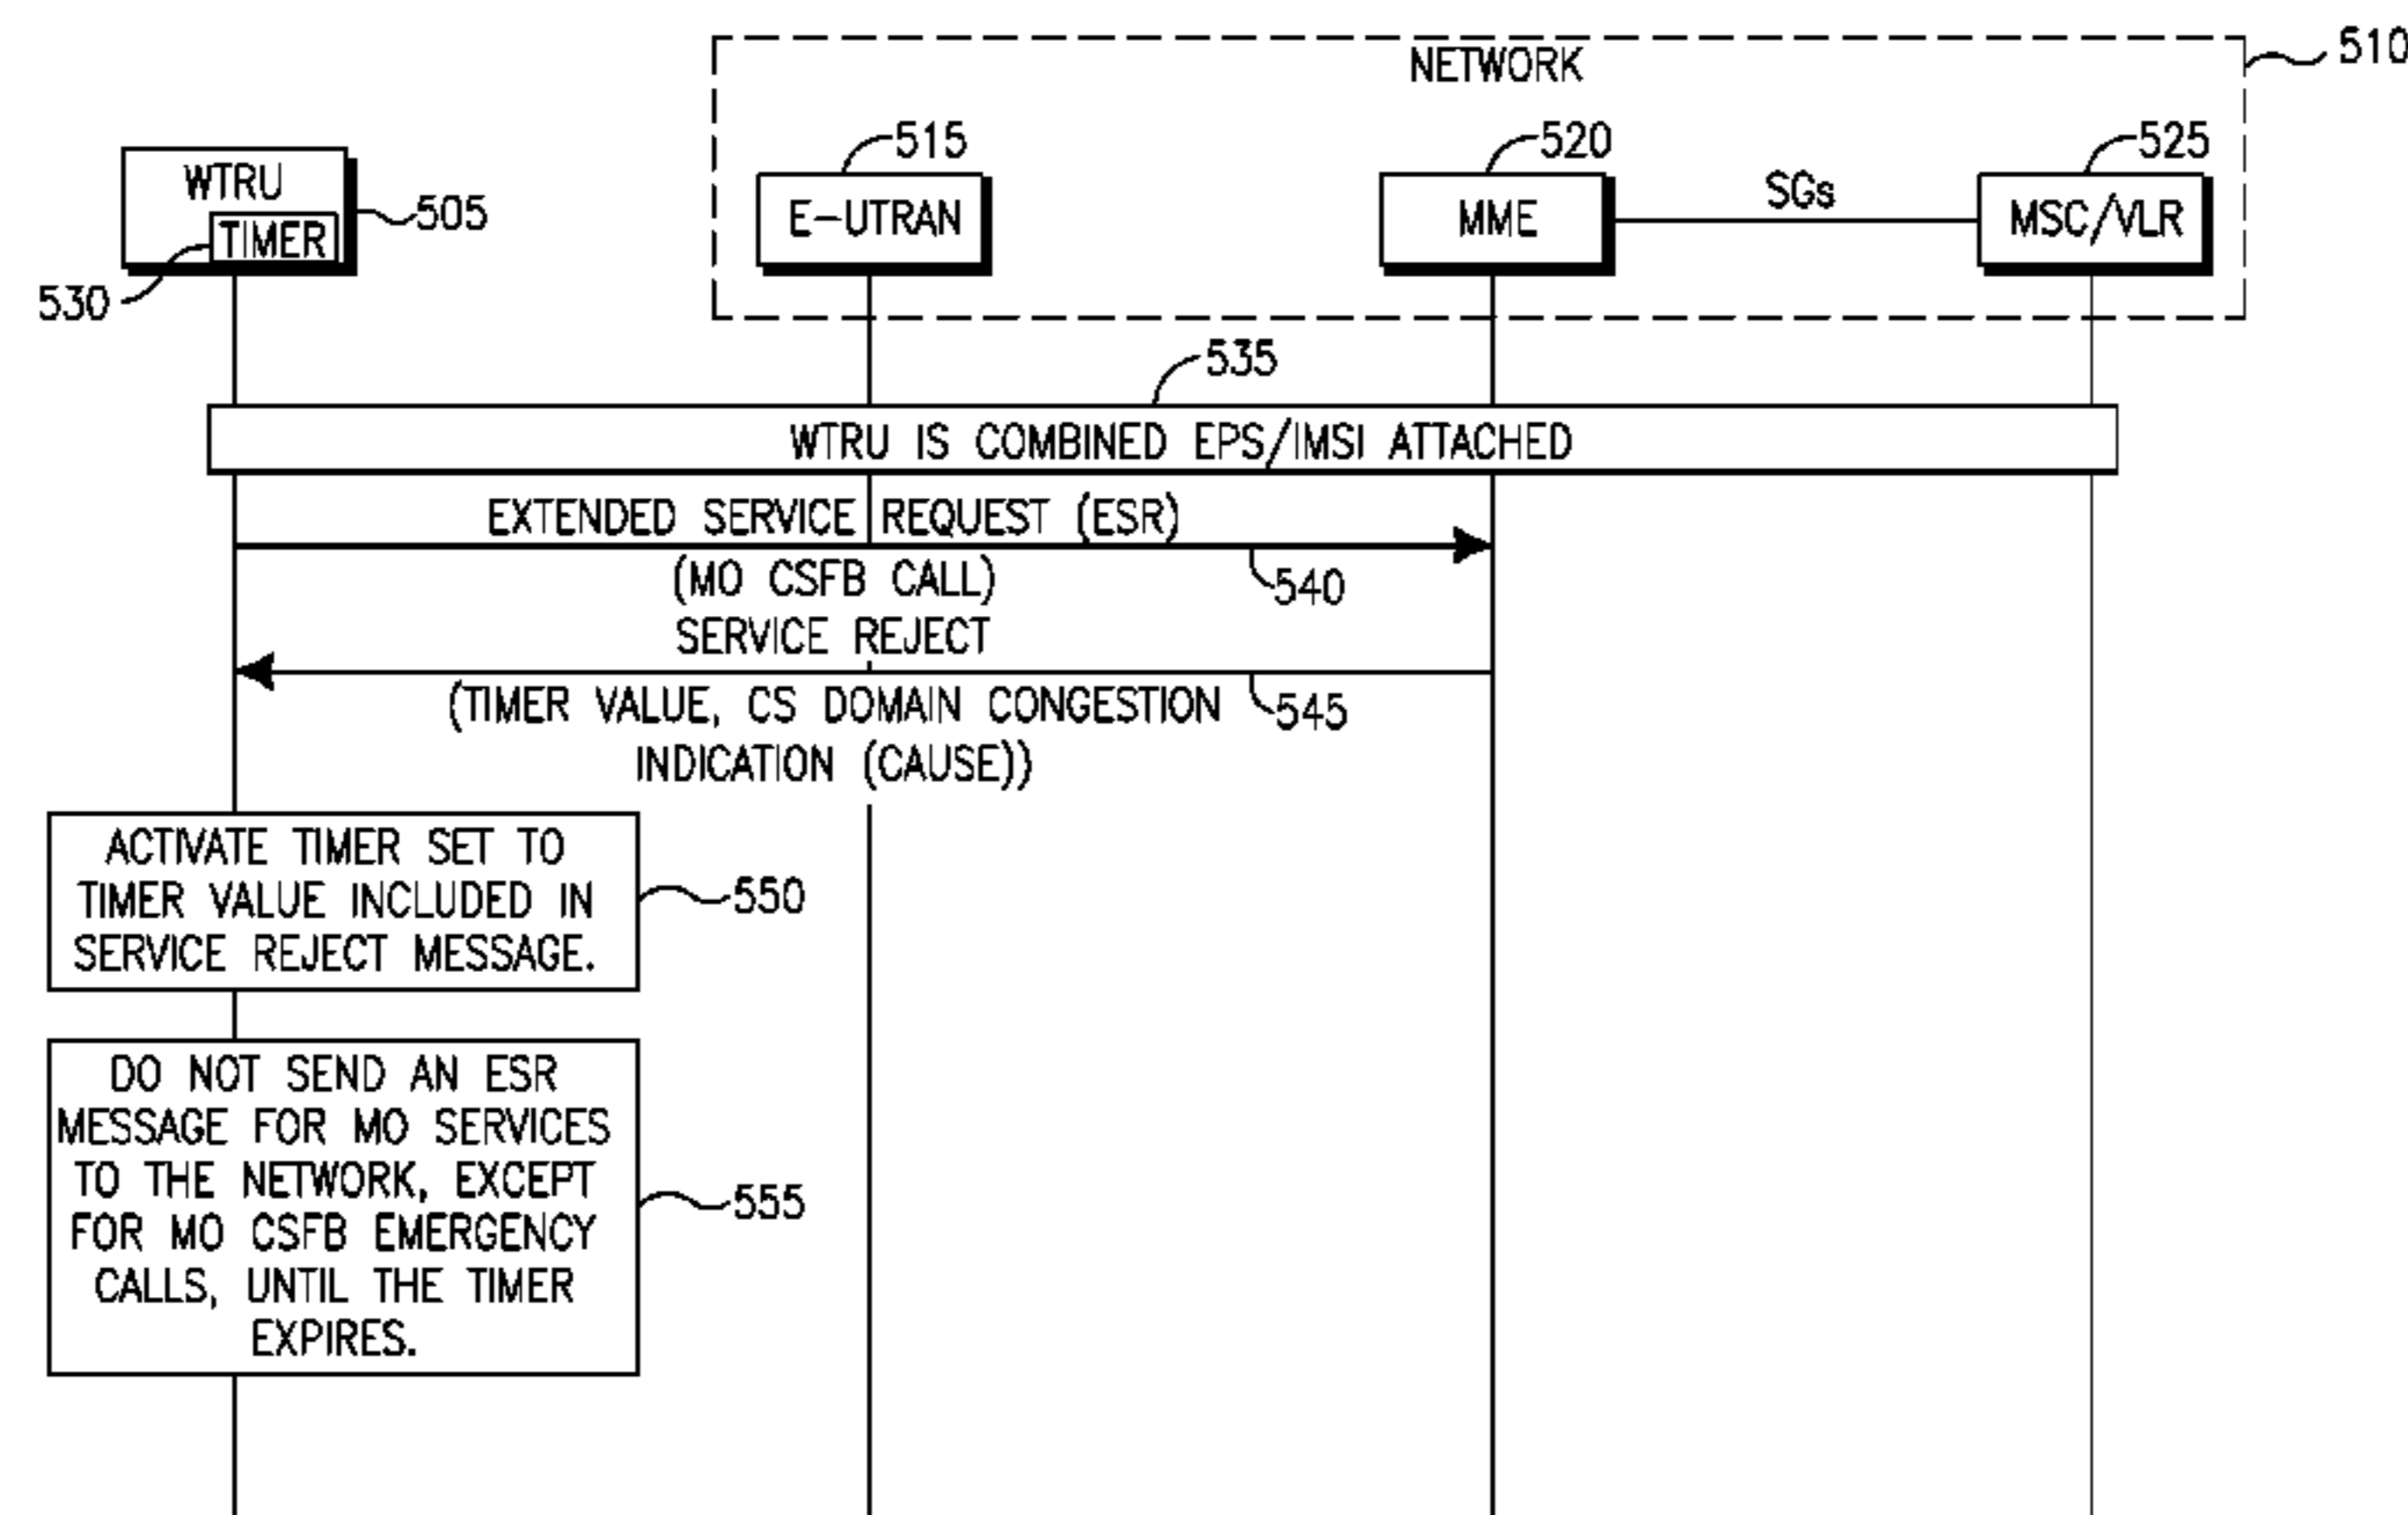 NETWORK
510
515
520
525
WTRU
TIMER
505
530
E-UTRAN
MME
SGs
MSC/VLR
535
WTRU IS COMBINED EPS/IMSI ATTACHED
EXTENDED SERVICE REQUEST (ESR)
(MO CSFB CALL)
540
SERVICE REJECT
(TIMER VALUE, CS DOMAIN CONGESTION
INDICATION (CAUSE))
545
ACTIVATE TIMER SET TO
TIMER VALUE INCLUDED IN
SERVICE REJECT MESSAGE.
550
DO NOT SEND AN ESR
MESSAGE FOR MO SERVICES
TO THE NETWORK, EXCEPT
FOR MO CSFB EMERGENCY
CALLS, UNTIL THE TIMER
EXPIRES.
555